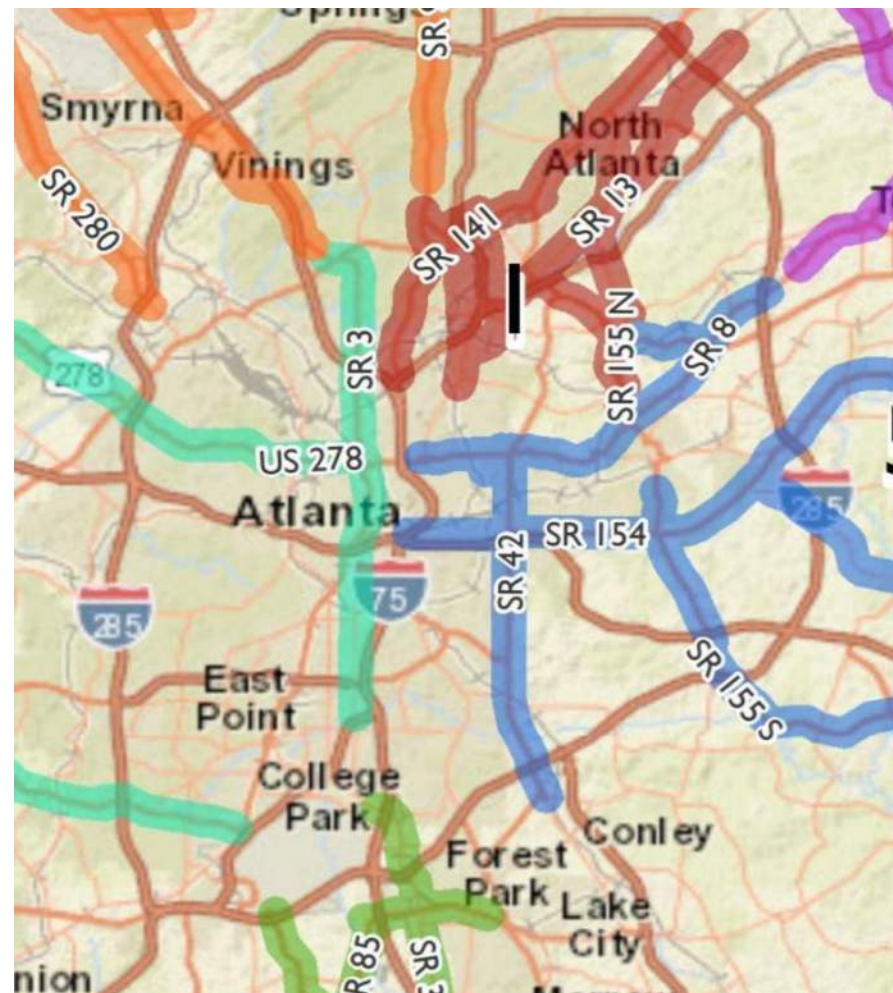 Springs
SR
Smyrna
North
Atlanta
Vinings
SR 280
SR 141
SR 13
I
278
SR 3
SR 155 N
SR 8
US 278
285
Atlanta
SR 154
SR 42
75
285
East
Point
SR 155 S
College
Park
Conley
Forest
Park
Lake
City
R 85
SR 3
nion